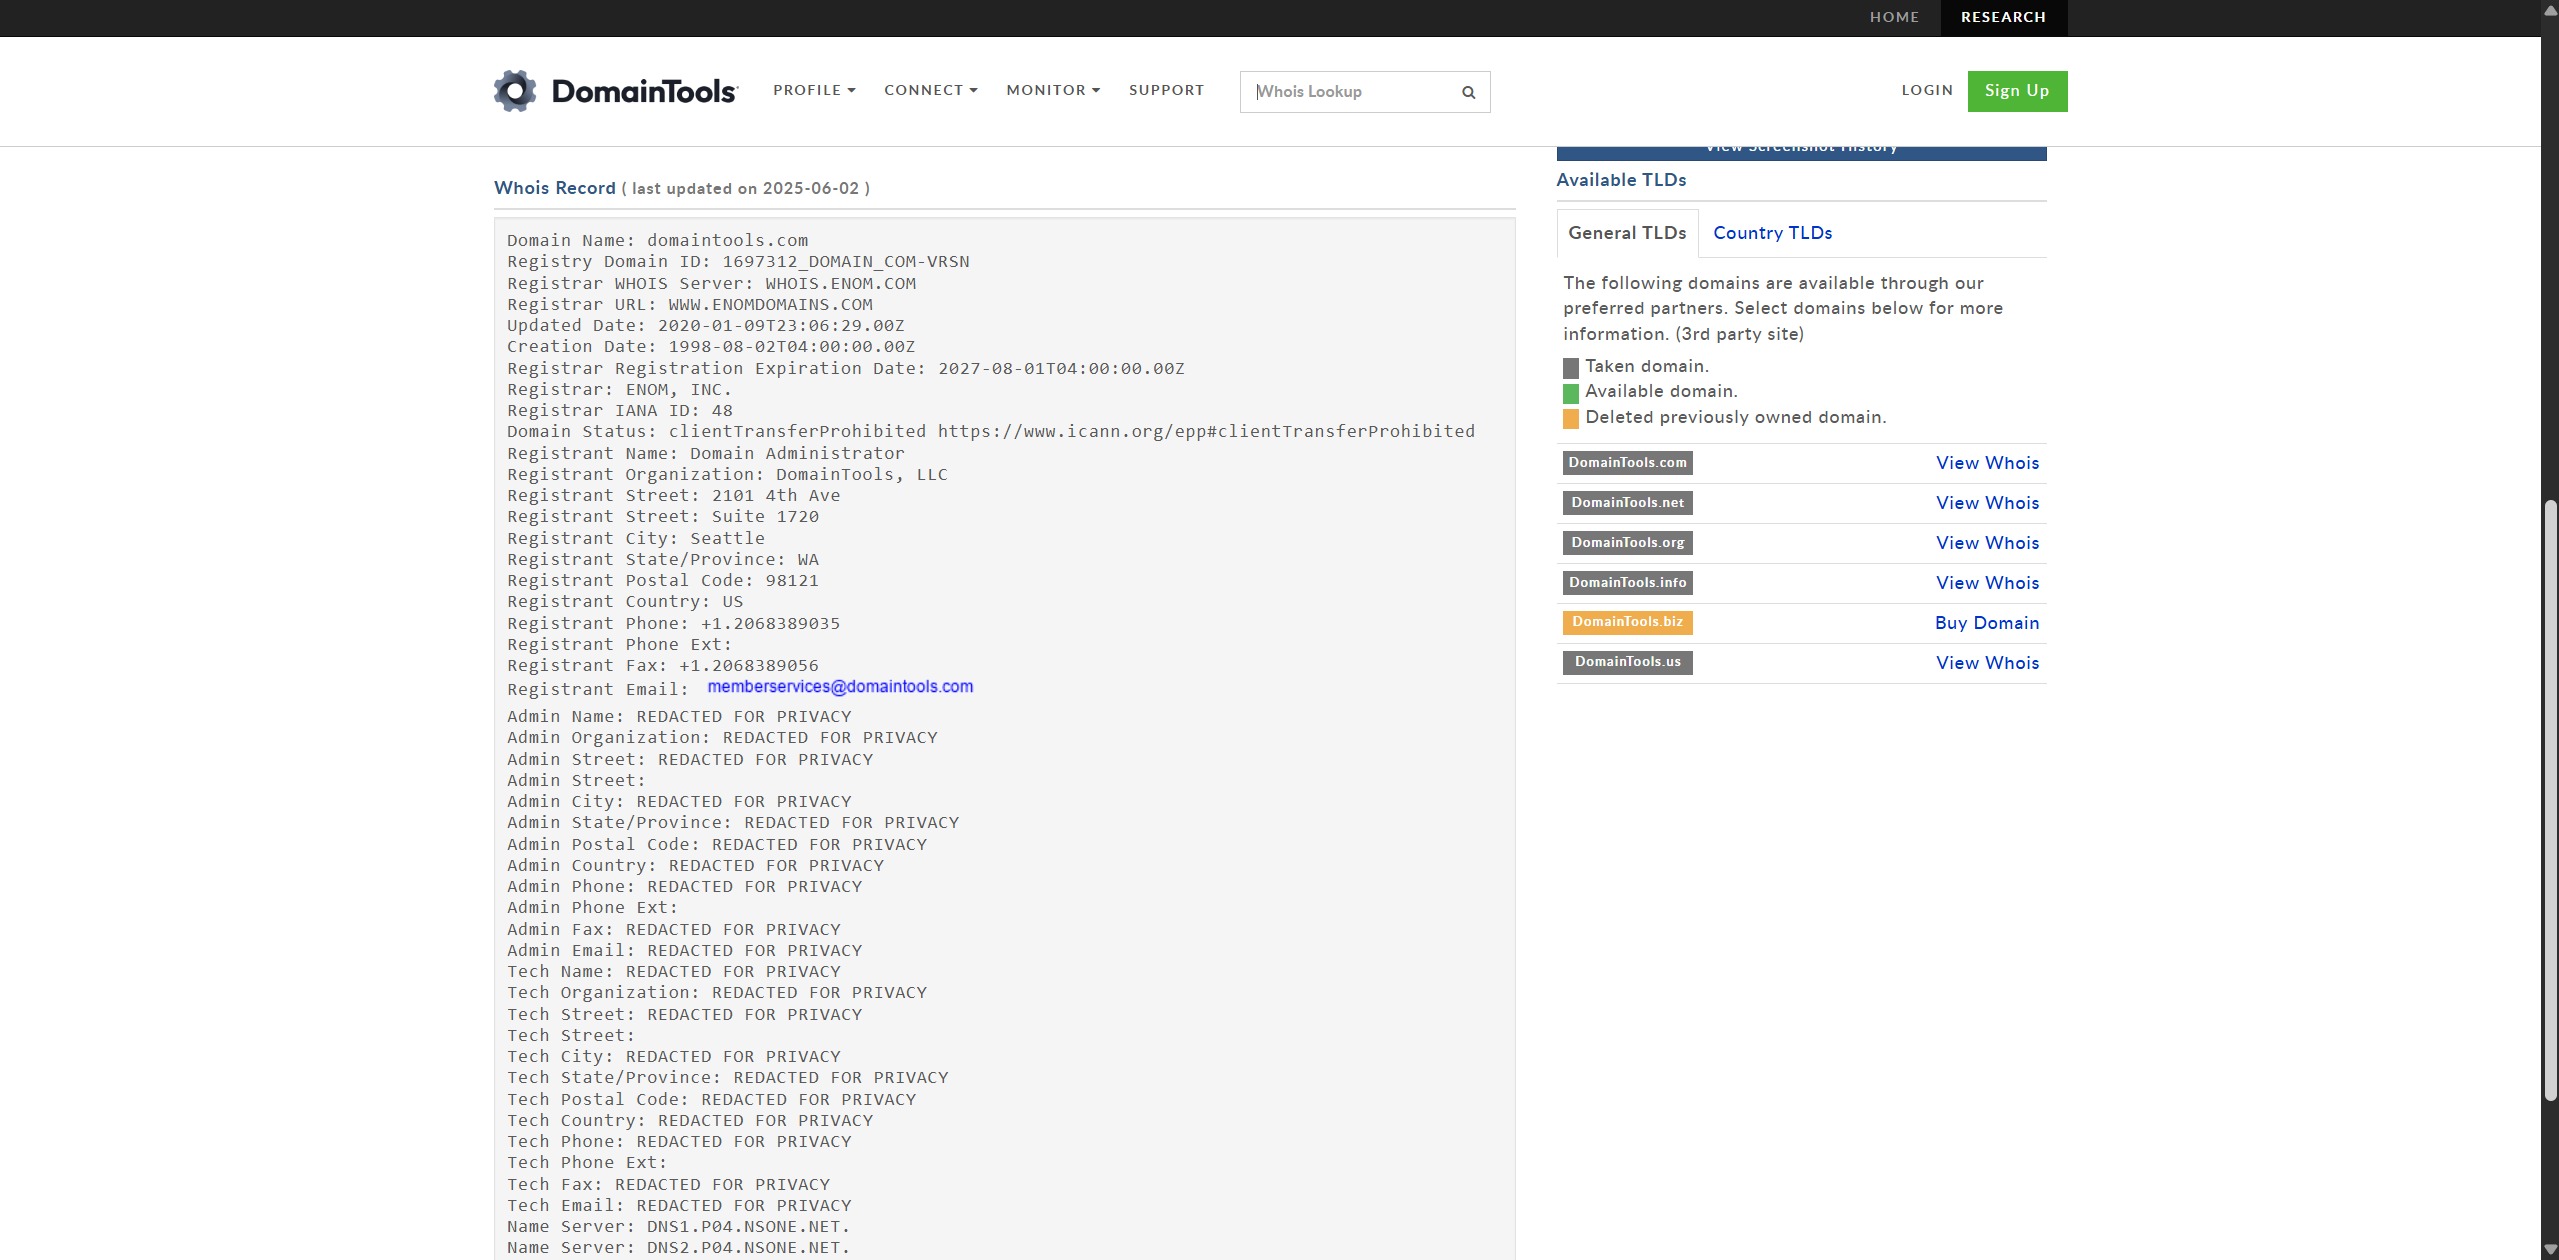 HOME
RESEARCH
DomainTools
PROFILE
CONNECT
MONITOR
SUPPORT
Whois Lookup
LOGIN
Sign Up
View Screenshot History
Whois Record ( last updated on 2025-06-02 )
Domain Name: domaintools.com
Registry Domain ID: 1697312_DOMAIN_COM-VRSN
Registrar WHOIS Server: WHOIS.ENOM.COM
Registrar URL: WWW.ENOMDOMAINS.COM
Updated Date: 2020-01-09T23:06:29.00Z
Creation Date: 1998-08-02T04:00:00.00Z
Registrar Registration Expiration Date: 2027-08-01T04:00:00.00Z
Registrar: ENOM, INC.
Registrar IANA ID: 48
Domain Status: clientTransferProhibited https://www.icann.org/epp#clientTransferProhibited
Registrant Name: Domain Administrator
Registrant Organization: DomainTools, LLC
Registrant Street: 2101 4th Ave
Registrant Street: Suite 1720
Registrant City: Seattle
Registrant State/Province: WA
Registrant Postal Code: 98121
Registrant Country: US
Registrant Phone: +1.2068389035
Registrant Phone Ext:
Registrant Fax: +1.2068389056
Registrant Email: memberservices@domaintools.com
Admin Name: REDACTED FOR PRIVACY
Admin Organization: REDACTED FOR PRIVACY
Admin Street: REDACTED FOR PRIVACY
Admin Street:
Admin City: REDACTED FOR PRIVACY
Admin State/Province: REDACTED FOR PRIVACY
Admin Postal Code: REDACTED FOR PRIVACY
Admin Country: REDACTED FOR PRIVACY
Admin Phone: REDACTED FOR PRIVACY
Admin Phone Ext:
Admin Fax: REDACTED FOR PRIVACY
Admin Email: REDACTED FOR PRIVACY
Tech Name: REDACTED FOR PRIVACY
Tech Organization: REDACTED FOR PRIVACY
Tech Street: REDACTED FOR PRIVACY
Tech Street:
Tech City: REDACTED FOR PRIVACY
Tech State/Province: REDACTED FOR PRIVACY
Tech Postal Code: REDACTED FOR PRIVACY
Tech Country: REDACTED FOR PRIVACY
Tech Phone: REDACTED FOR PRIVACY
Tech Phone Ext:
Tech Fax: REDACTED FOR PRIVACY
Tech Email: REDACTED FOR PRIVACY
Name Server: DNS1.P04.NSONE.NET.
Name Server: DNS2.P04.NSONE.NET.
Available TLDs
General TLDs
Country TLDs
The following domains are available through our
preferred partners. Select domains below for more
information. (3rd party site)
Taken domain.
Available domain.
Deleted previously owned domain.
DomainTools.com View Whois
DomainTools.net View Whois
DomainTools.org View Whois
DomainTools.info View Whois
DomainTools.biz Buy Domain
DomainTools.us View Whois